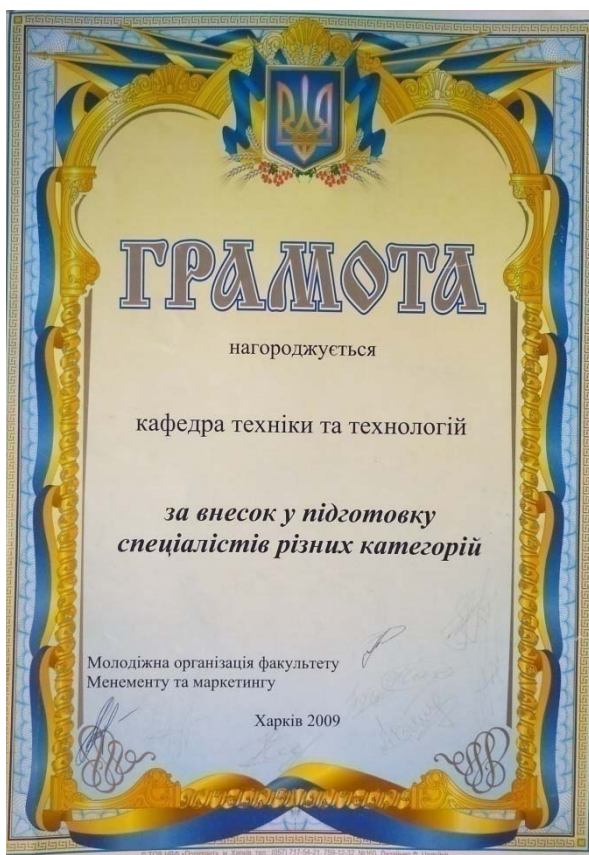 ГРАМОТА
нагороджується
кафедра техніки та технологій
за внесок у підготовку
спеціалістів різних категорій
Молодіжна організація факультету
Менементу та маркетингу
Харків 2009